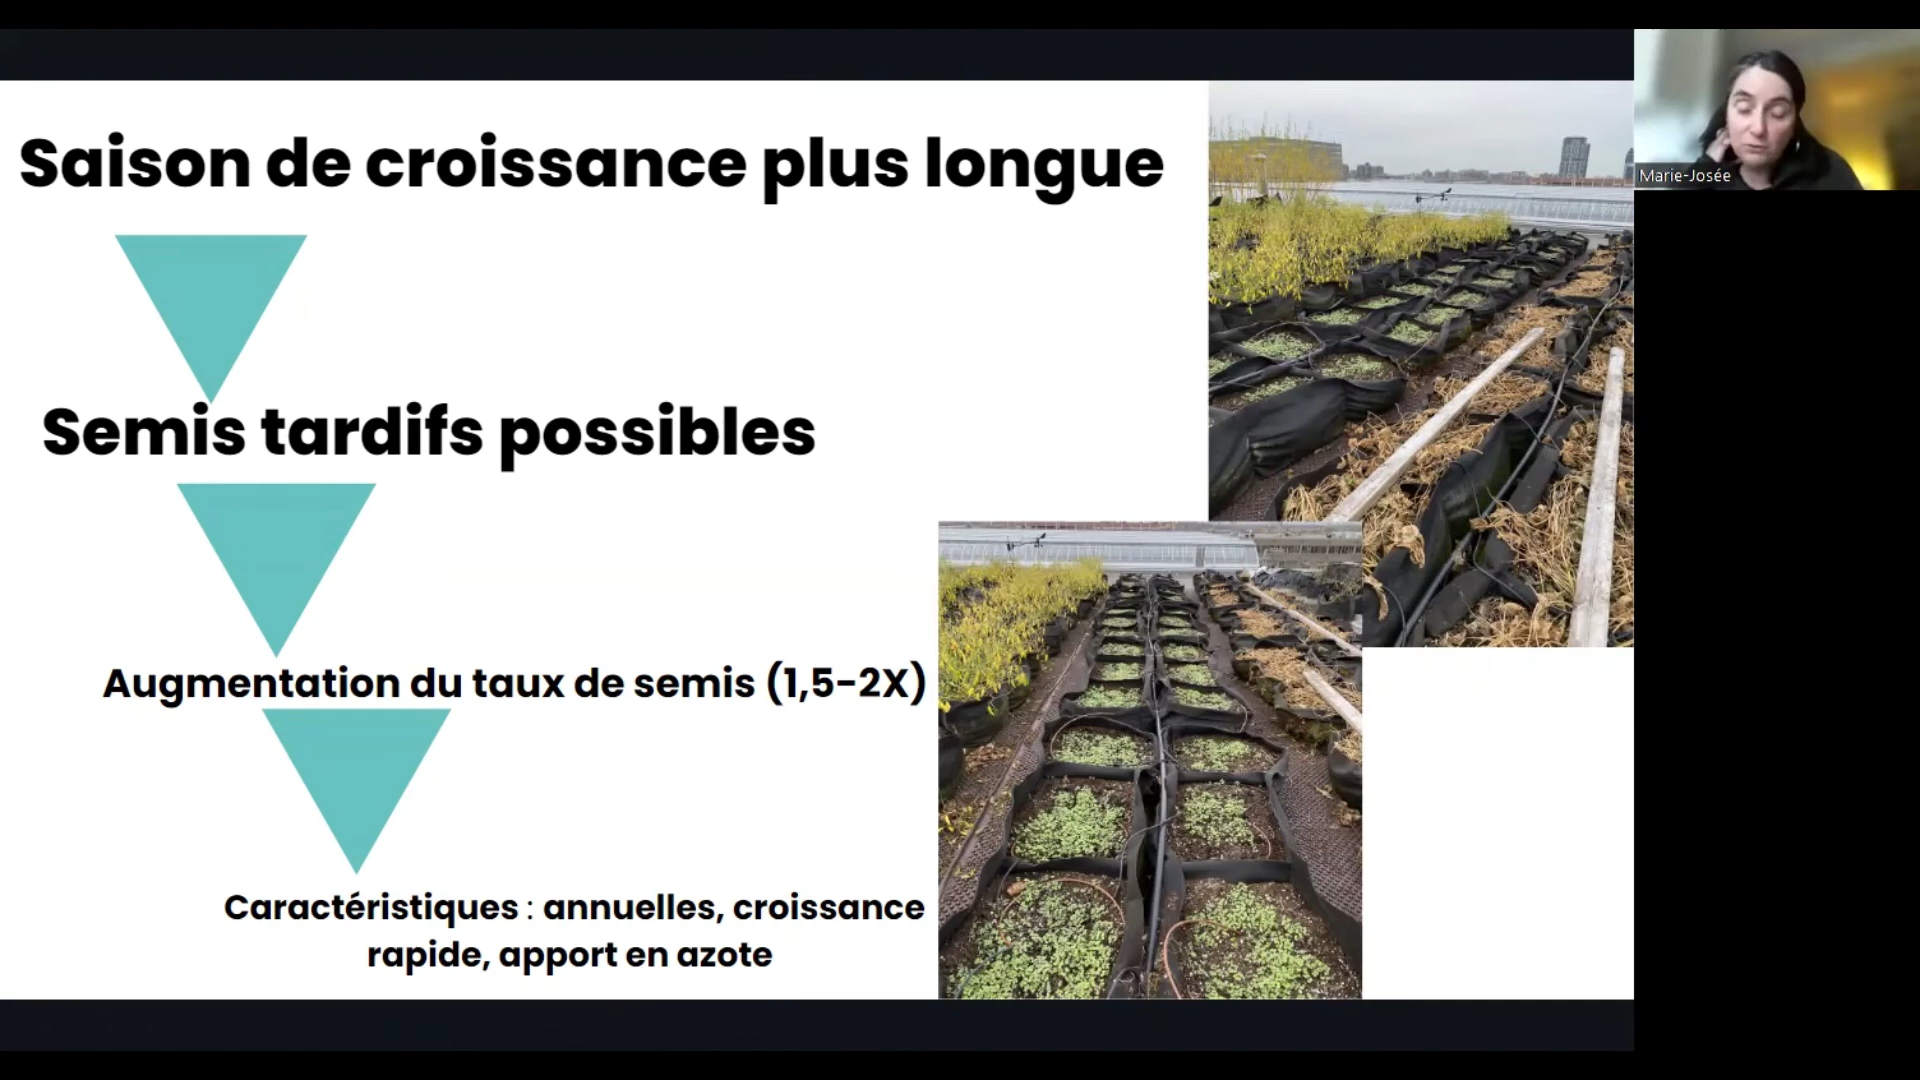 Saison de croissance plus longue
Semis tardifs possibles
Augmentation du taux de semis (1,5-2X)
Caractéristiques : annuelles, croissance
rapide, apport en azote
Marie-Josée